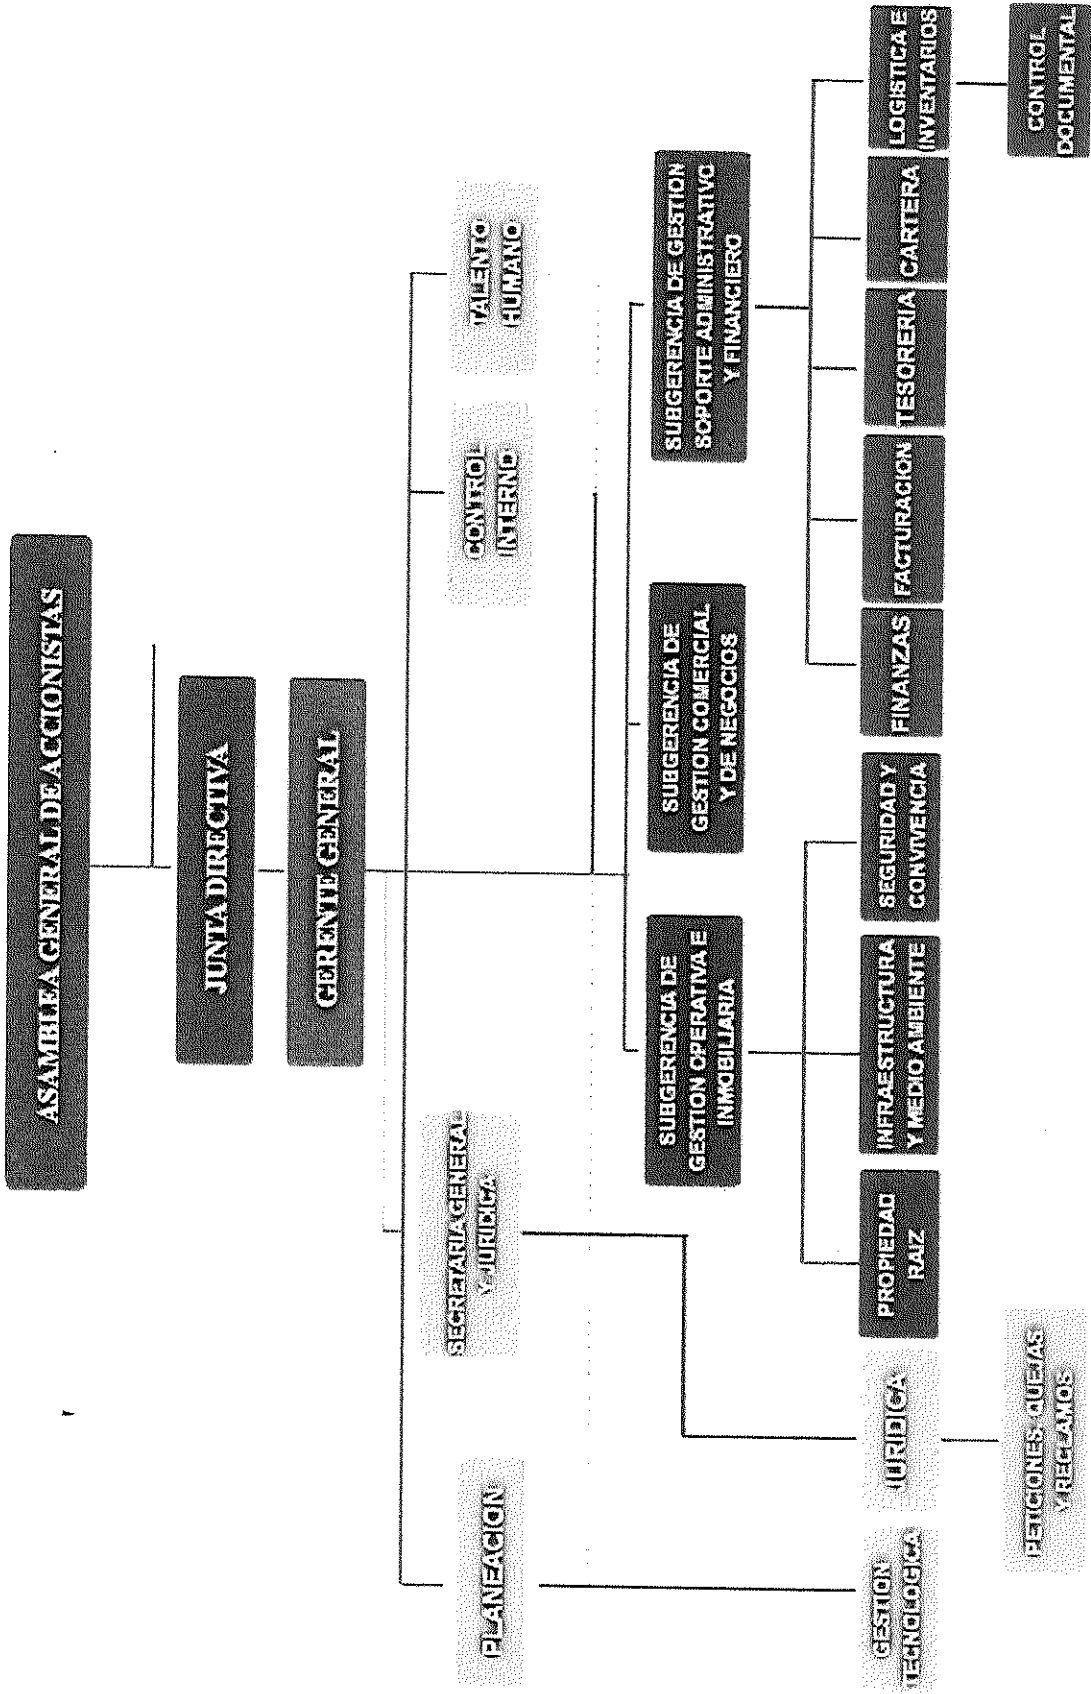 ASAMBLEA GENERAL DE ACCIONISTAS
JUNTA DIRECTIVA
GERENTE GENERAL
PLANEACION
SECRETARIA GENERAL
Y JURIDICA
CONTROL
INTERNO
TALENTO
HUMANO
SUBGERENCIA DE
GESTION OPERATIVA E
INMOBILIARIA
SUBGERENCIA DE
GESTION COMERCIAL
Y DE NEGOCIOS
SUBGERENCIA DE GESTION
SOPORTE ADMINISTRATIVO
Y FINANCIERO
GESTION
TECNOLOGICA
JURIDICA
PROPIEDAD
RAIZ
INFRAESTRUCTURA
Y MEDIO AMBIENTE
SEGURIDAD Y
CONVIVENCIA
FINANZAS
FACTURACION
TESORERIA
CARTERA
LOGISTICA E
INVENTARIOS
PETICIONES, QUEJAS
Y RECLAMOS
CONTROL
DOCUMENTAL